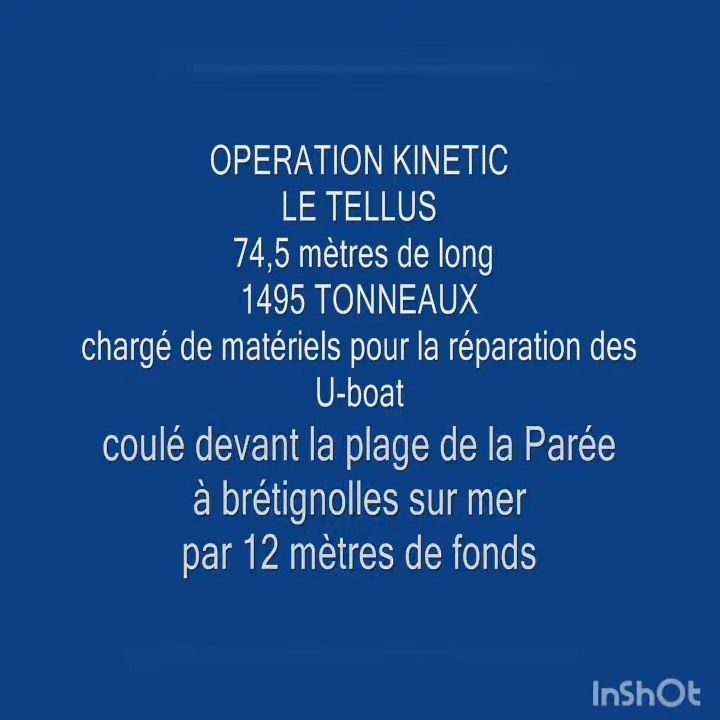 OPERATION KINETIC
LE TELLUS
74,5 mètres de long
1495 TONNEAUX
chargé de matériels pour la réparation des
U-boat
coulé devant la plage de la Parée
à brétignolles sur mer
par 12 mètres de fonds
InShOt